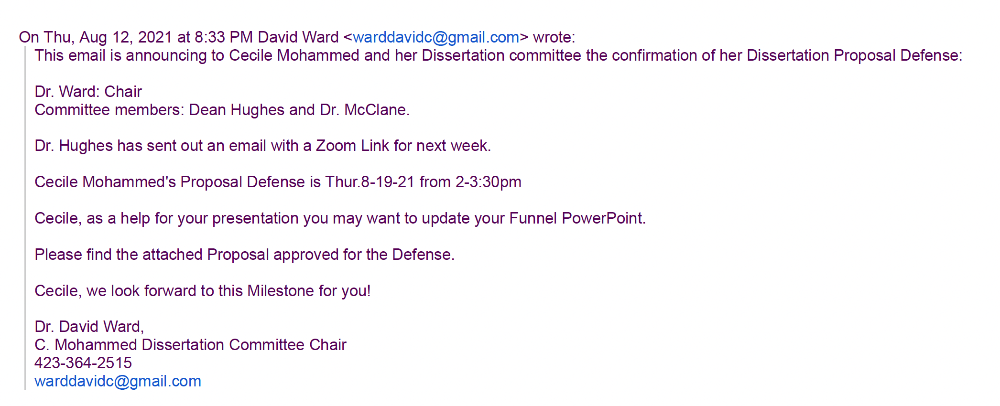 On Thu, Aug 12, 2021 at 8:33 PM David Ward <warddavidc@gmail.com> wrote:
This email is announcing to Cecile Mohammed and her Dissertation committee the confirmation of her Dissertation Proposal Defense:
Dr. Ward: Chair
Committee members: Dean Hughes and Dr. McClane.
Dr. Hughes has sent out an email with a Zoom Link for next week.
Cecile Mohammed's Proposal Defense is Thur.8-19-21 from 2-3:30pm
Cecile, as a help for your presentation you may want to update your Funnel PowerPoint.
Please find the attached Proposal approved for the Defense.
Cecile, we look forward to this Milestone for you!
Dr. David Ward,
C. Mohammed Dissertation Committee Chair
423-364-2515
warddavidc@gmail.com